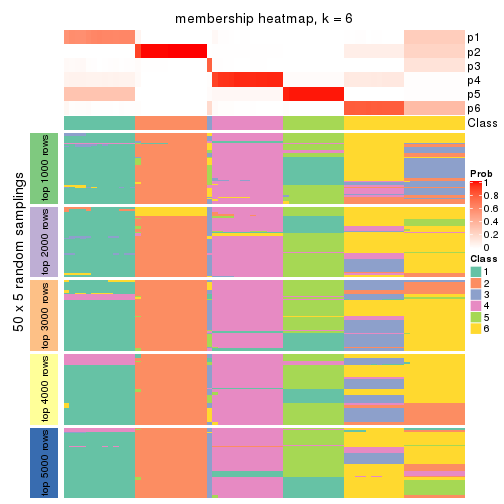 membership heatmap, k = 6
p1
p2
p3
p4
p5
p6
Class
50 x 5 random samplings
top 1000 rows
top 2000 rows
top 3000 rows
top 4000 rows
top 5000 rows
Prob
1
0.8
0.6
0.4
0.2
0
Class
1
2
3
4
5
6